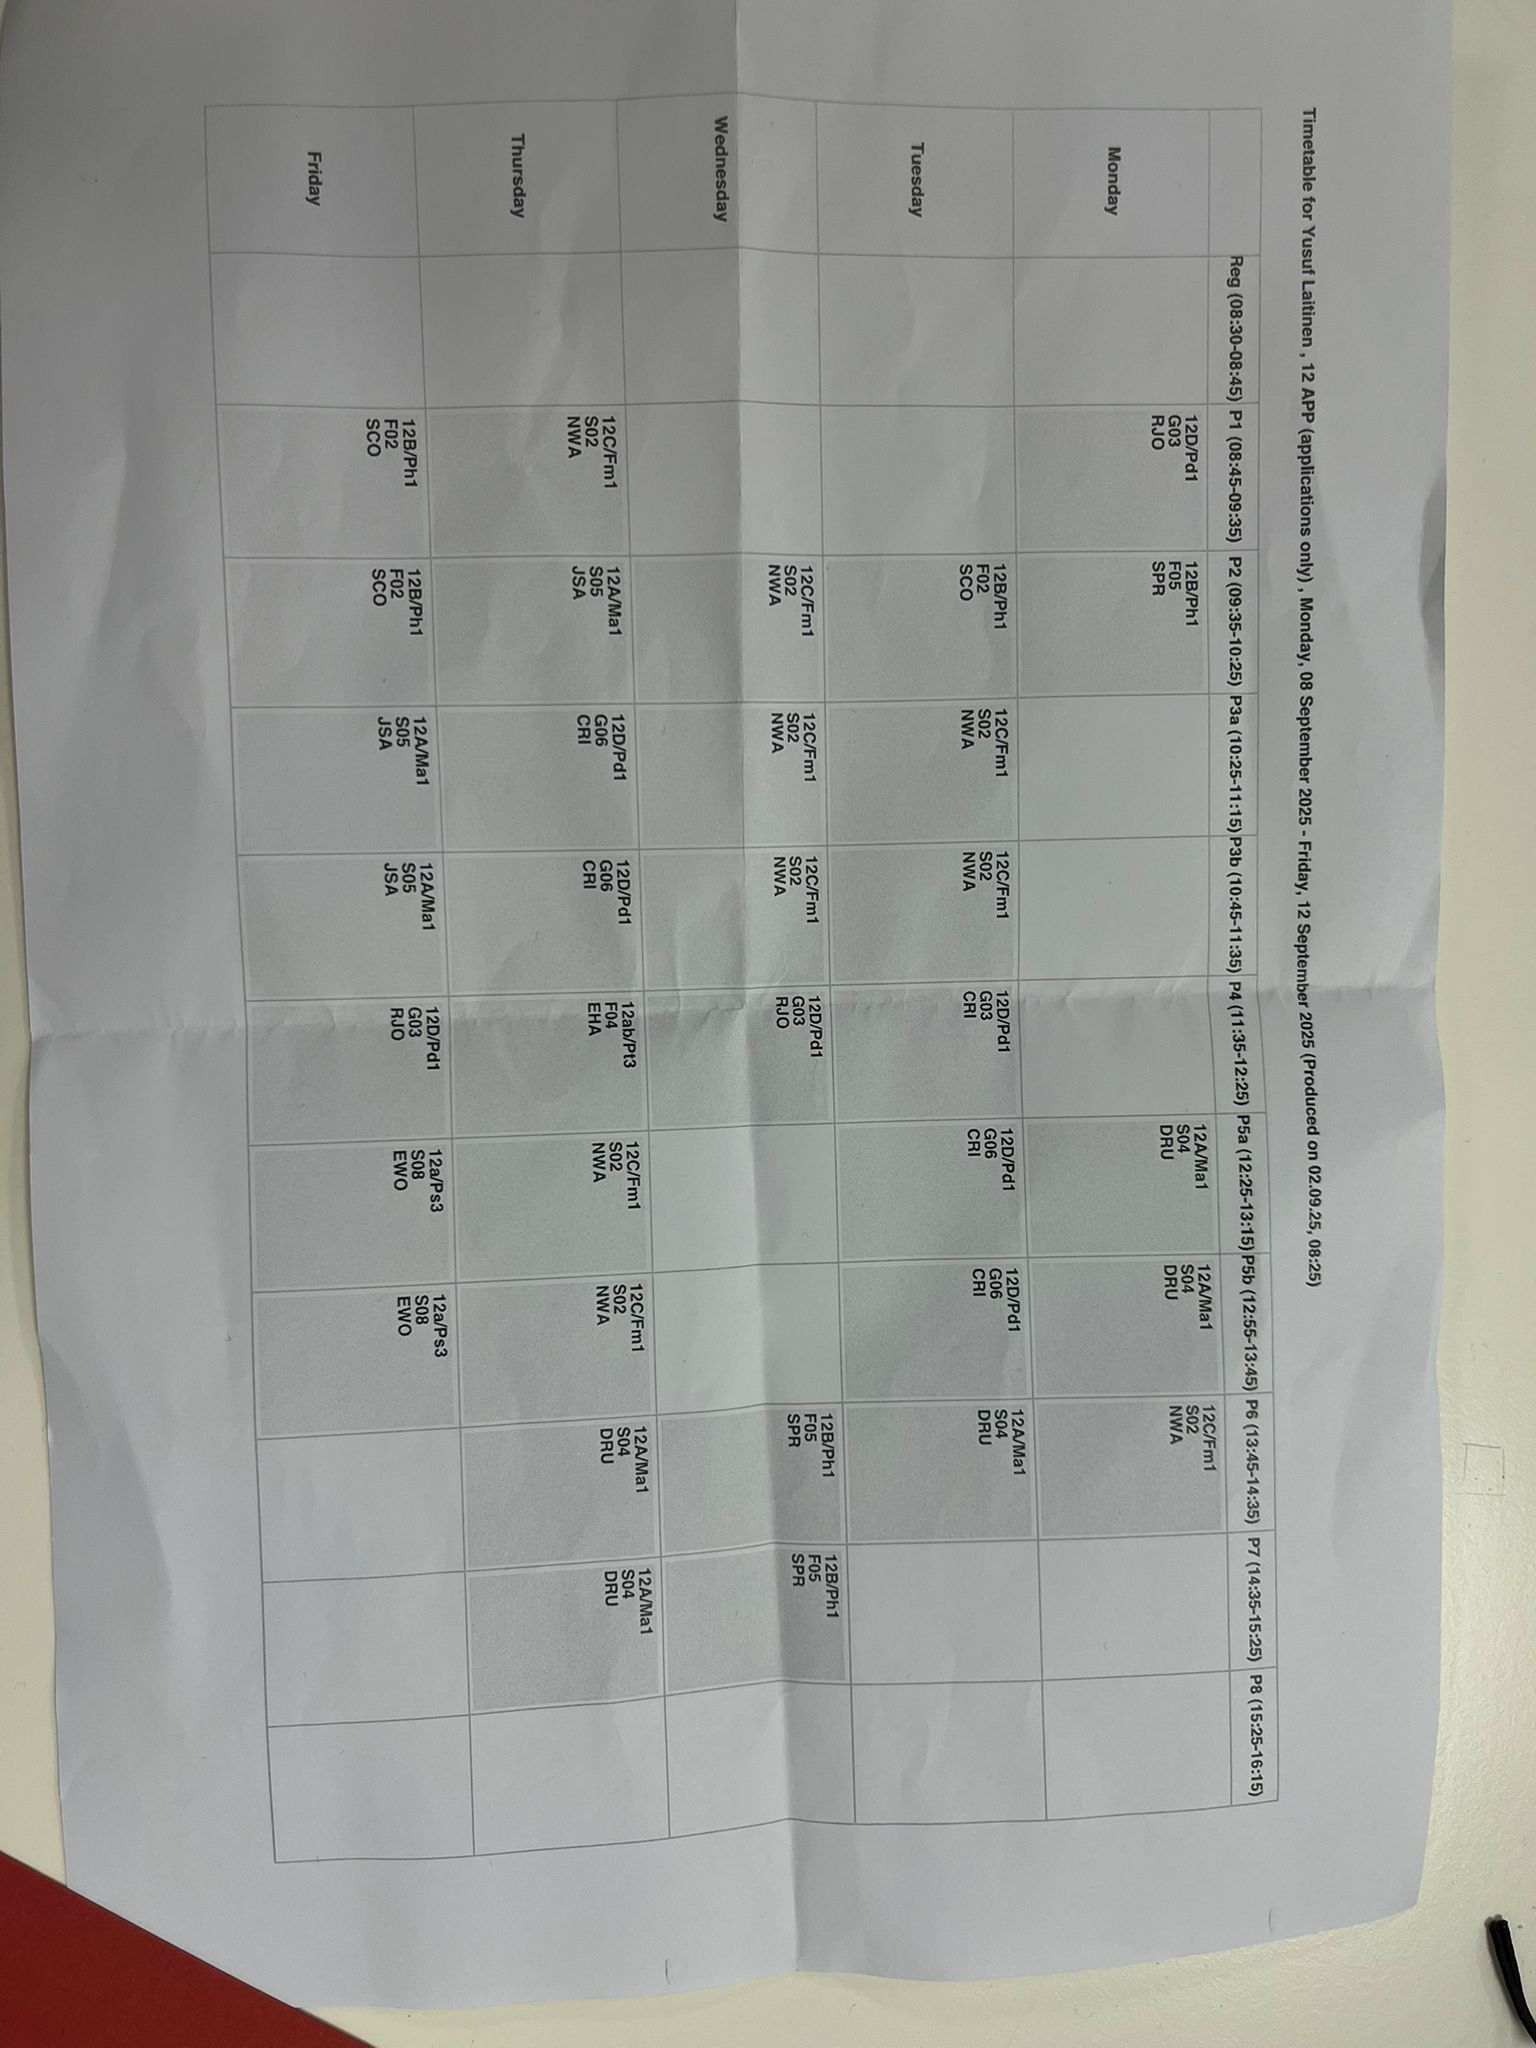 Timetable for Yusuf Laitinen , 12 APP (applications only) , Monday, 08 September 2025 - Friday, 12 September 2025 (Produced on 02.09.25, 08:25)
Reg (08:30-08:45) P1 (08:45-09:35) P2 (09:35-10:25) P3a (10:25-11:15) P3b (10:45-11:35) P4 (11:35-12:25) P5a (12:25-13:15) P5b (12:55-13:45) P6 (13:45-14:35) P7 (14:35-15:25) P8 (15:25-16:15)
Monday
12D/Pd1
G03
RJO
12B/Ph1
F05
SPR
12A/Ma1
S04
DRU
12A/Ma1
S04
DRU
12C/Fm1
S02
NWA
Tuesday
12B/Ph1
F02
SCO
12C/Fm1
S02
NWA
12C/Fm1
S02
NWA
12D/Pd1
G03
CRI
12D/Pd1
G06
CRI
12D/Pd1
G06
CRI
12A/Ma1
S04
DRU
Wednesday
12C/Fm1
S02
NWA
12C/Fm1
S02
NWA
12C/Fm1
S02
NWA
12D/Pd1
G03
RJO
12B/Ph1
F05
SPR
12B/Ph1
F05
SPR
Thursday
12C/Fm1
S02
NWA
12A/Ma1
S05
JSA
12D/Pd1
G06
CRI
12D/Pd1
G06
CRI
12ab/Pt3
F04
EHA
12C/Fm1
S02
NWA
12C/Fm1
S02
NWA
12A/Ma1
S04
DRU
12A/Ma1
S04
DRU
Friday
12B/Ph1
F02
SCO
12B/Ph1
F02
SCO
12A/Ma1
S05
JSA
12A/Ma1
S05
JSA
12D/Pd1
G03
RJO
12a/Ps3
S08
EWO
12a/Ps3
S08
EWO